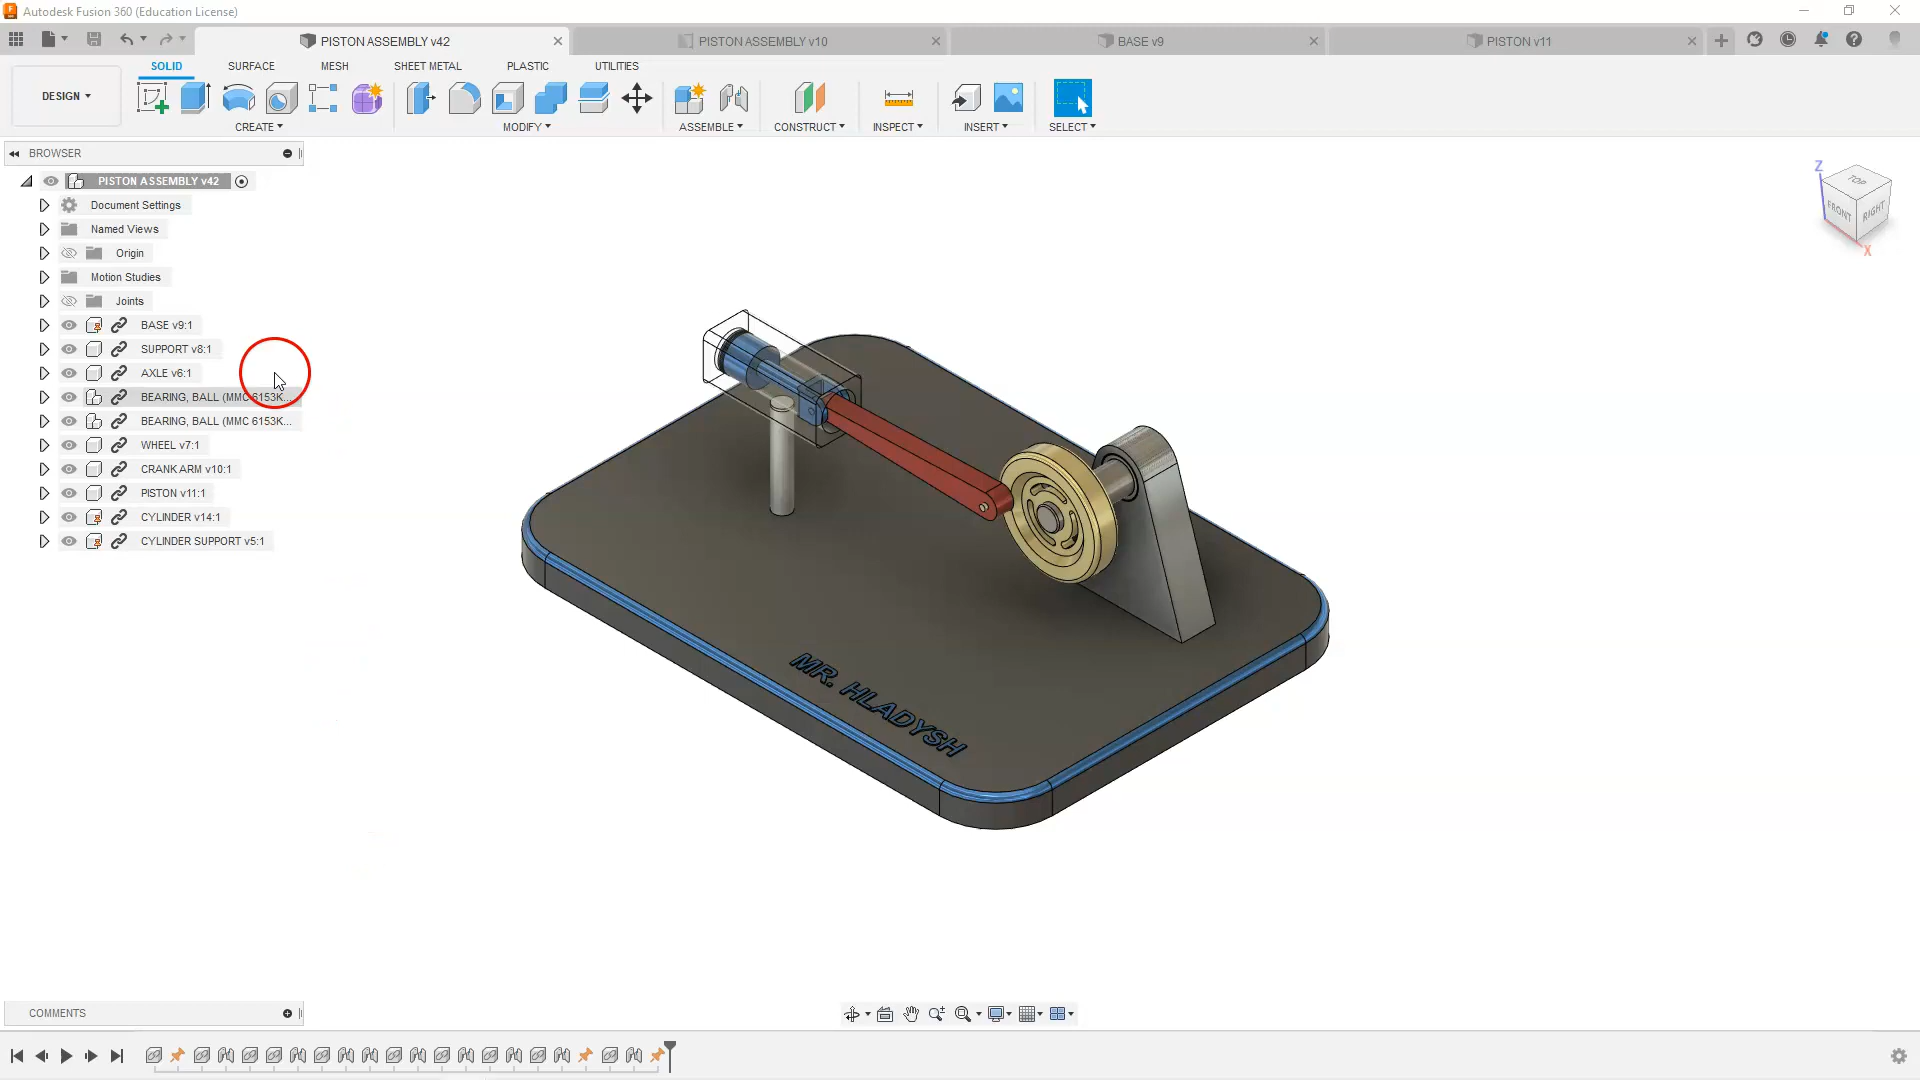 Autodesk Fusion 360 (Education License)
PISTON ASSEMBLY v42
PISTON ASSEMBLY v10
BASE v9
PISTON v11
DESIGN
SOLID
SURFACE
MESH
SHEET METAL
PLASTIC
UTILITIES
CREATE
MODIFY
ASSEMBLE
CONSTRUCT
INSPECT
INSERT
SELECT
BROWSER
PISTON ASSEMBLY v42
Document Settings
Named Views
Origin
Motion Studies
Joints
BASE v9:1
SUPPORT v8:1
AXLE v6:1
BEARING, BALL (MMC 6153K...
BEARING, BALL (MMC 6153K...
WHEEL v7:1
CRANK ARM v10:1
PISTON v11:1
CYLINDER v14:1
CYLINDER SUPPORT v5:1
Z
TOP
FRONT
RIGHT
X
MR. HLADYSH
COMMENTS